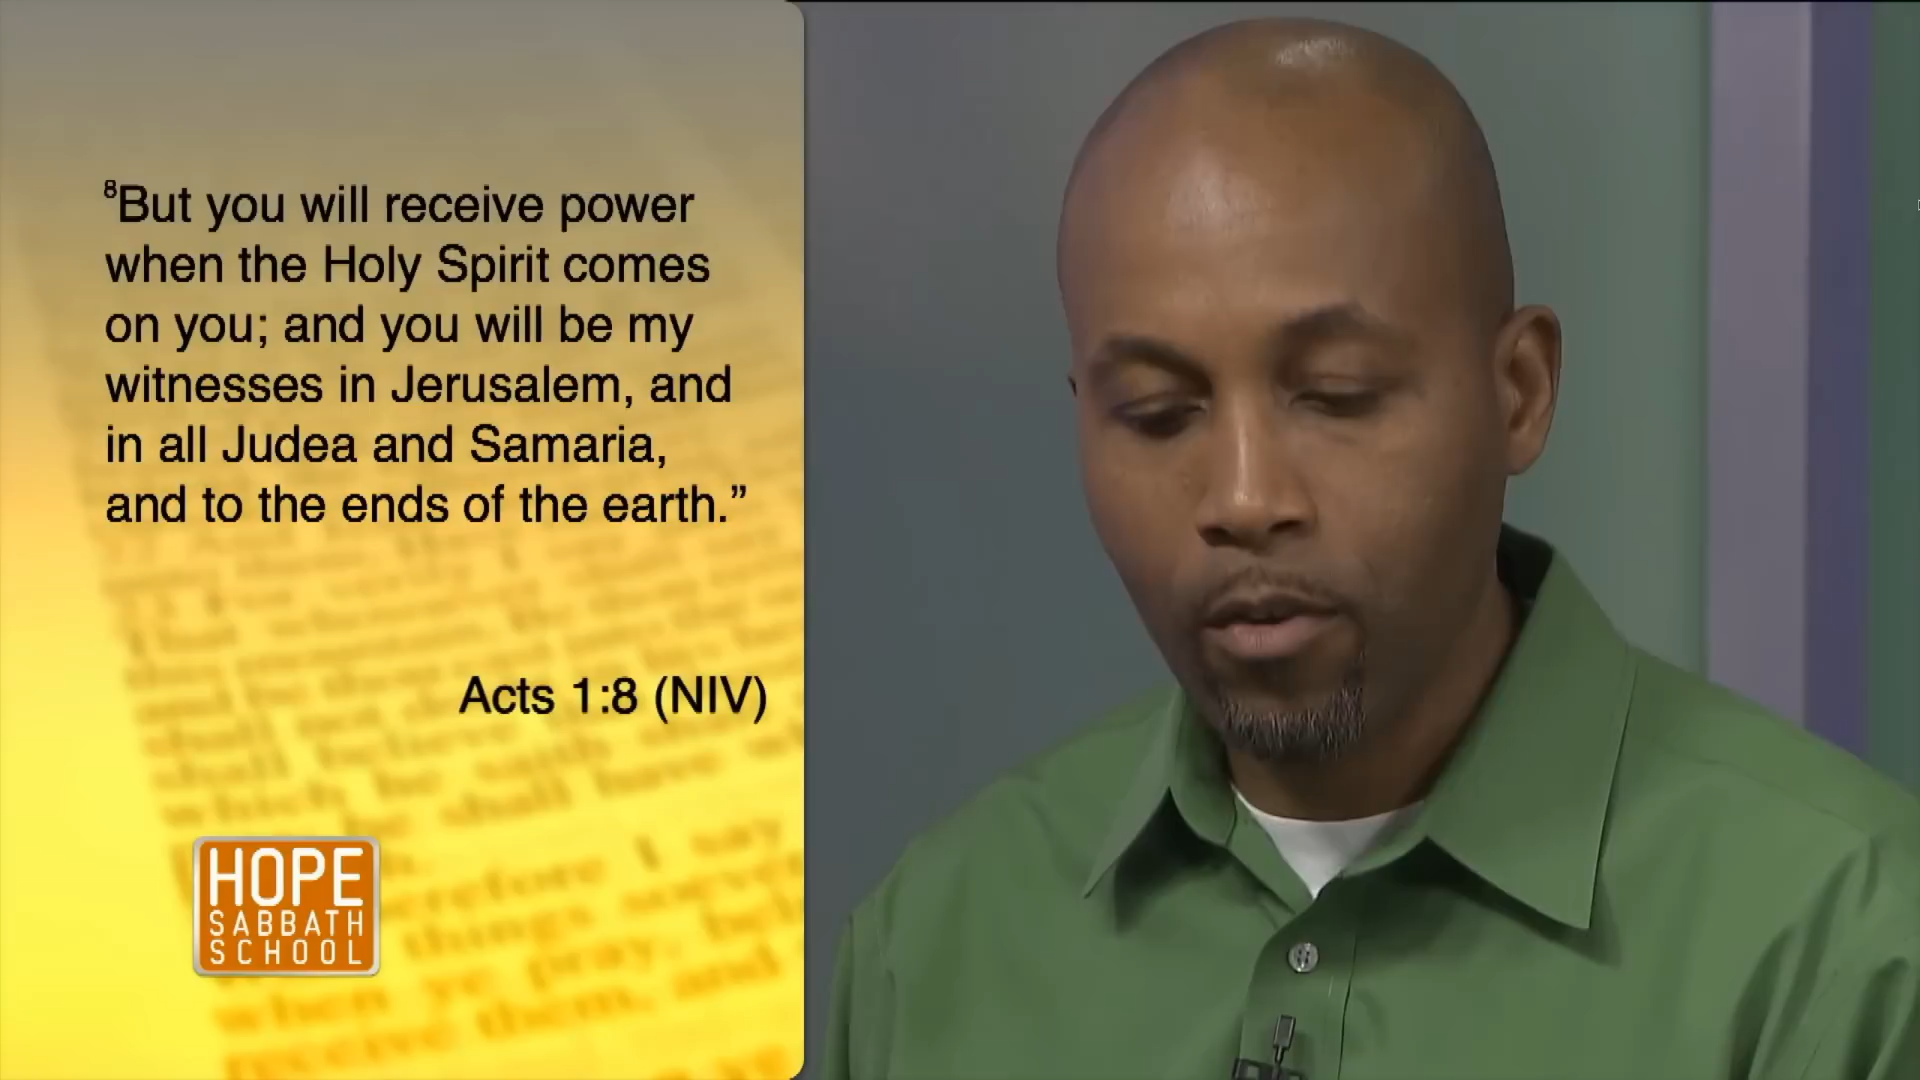 ⁸But you will receive power
when the Holy Spirit comes
on you; and you will be my
witnesses in Jerusalem, and
in all Judea and Samaria,
and to the ends of the earth.”
Acts 1:8 (NIV)
HOPE
SABBATH
SCHOOL